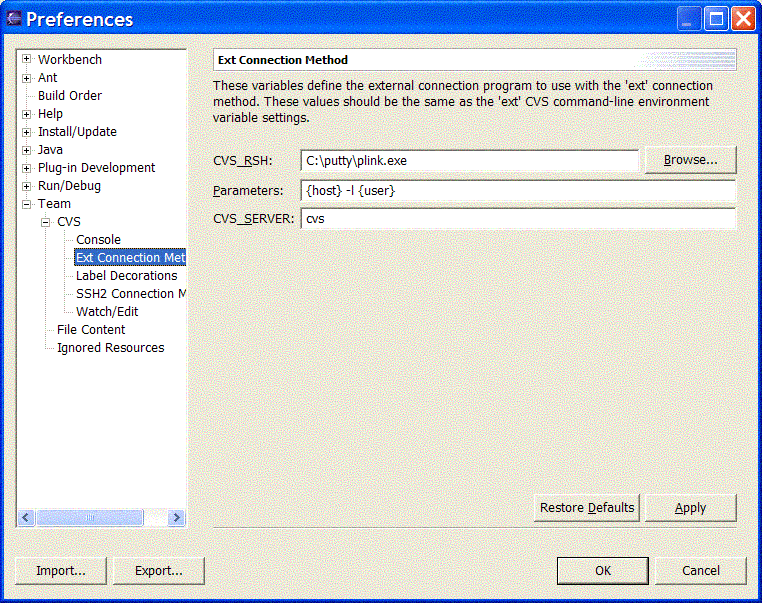 Preferences
Workbench
Ant
Build Order
Help
Install/Update
Java
Plug-in Development
Run/Debug
Team
CVS
Console
Ext Connection Met
Label Decorations
SSH2 Connection M
Watch/Edit
File Content
Ignored Resources
Ext Connection Method
These variables define the external connection program to use with the 'ext' connection
method. These values should be the same as the 'ext' CVS command-line environment
variable settings.
CVS_RSH: C:\putty\plink.exe Browse...
Parameters: {host} -l {user}
CVS_SERVER: cvs
Restore Defaults Apply
Import... Export... OK Cancel